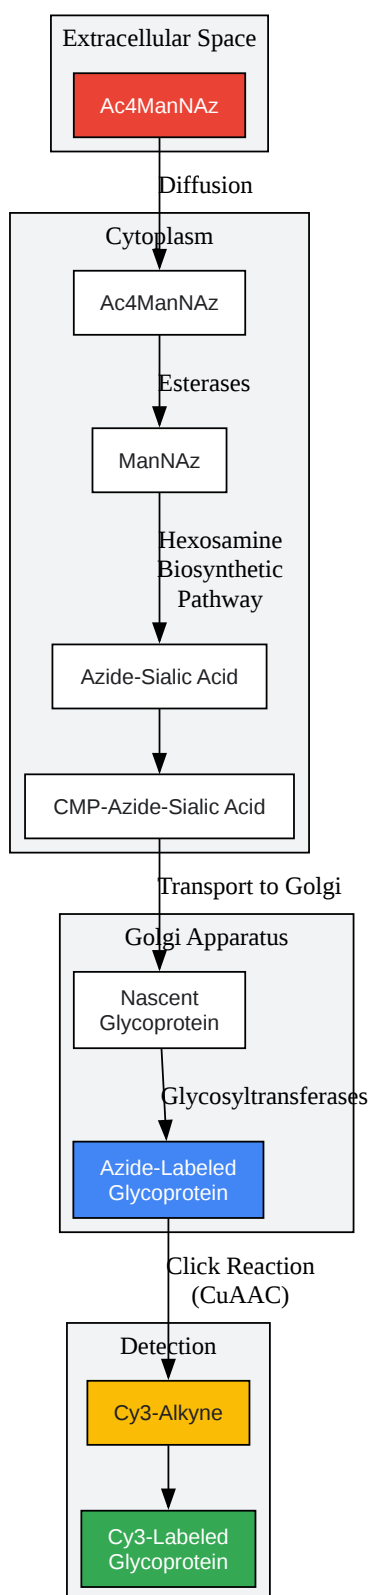 Extracellular Space
Ac4ManNAz
Diffusion
Cytoplasm
Ac4ManNAz
Esterases
ManNAz
Hexosamine
Biosynthetic
Pathway
Azide-Sialic Acid
CMP-Azide-Sialic Acid
Transport to Golgi
Golgi Apparatus
Nascent
Glycoprotein
Glycosyltransferases
Azide-Labeled
Glycoprotein
Click Reaction
(CuAAC)
Detection
Cy3-Alkyne
Cy3-Labeled
Glycoprotein